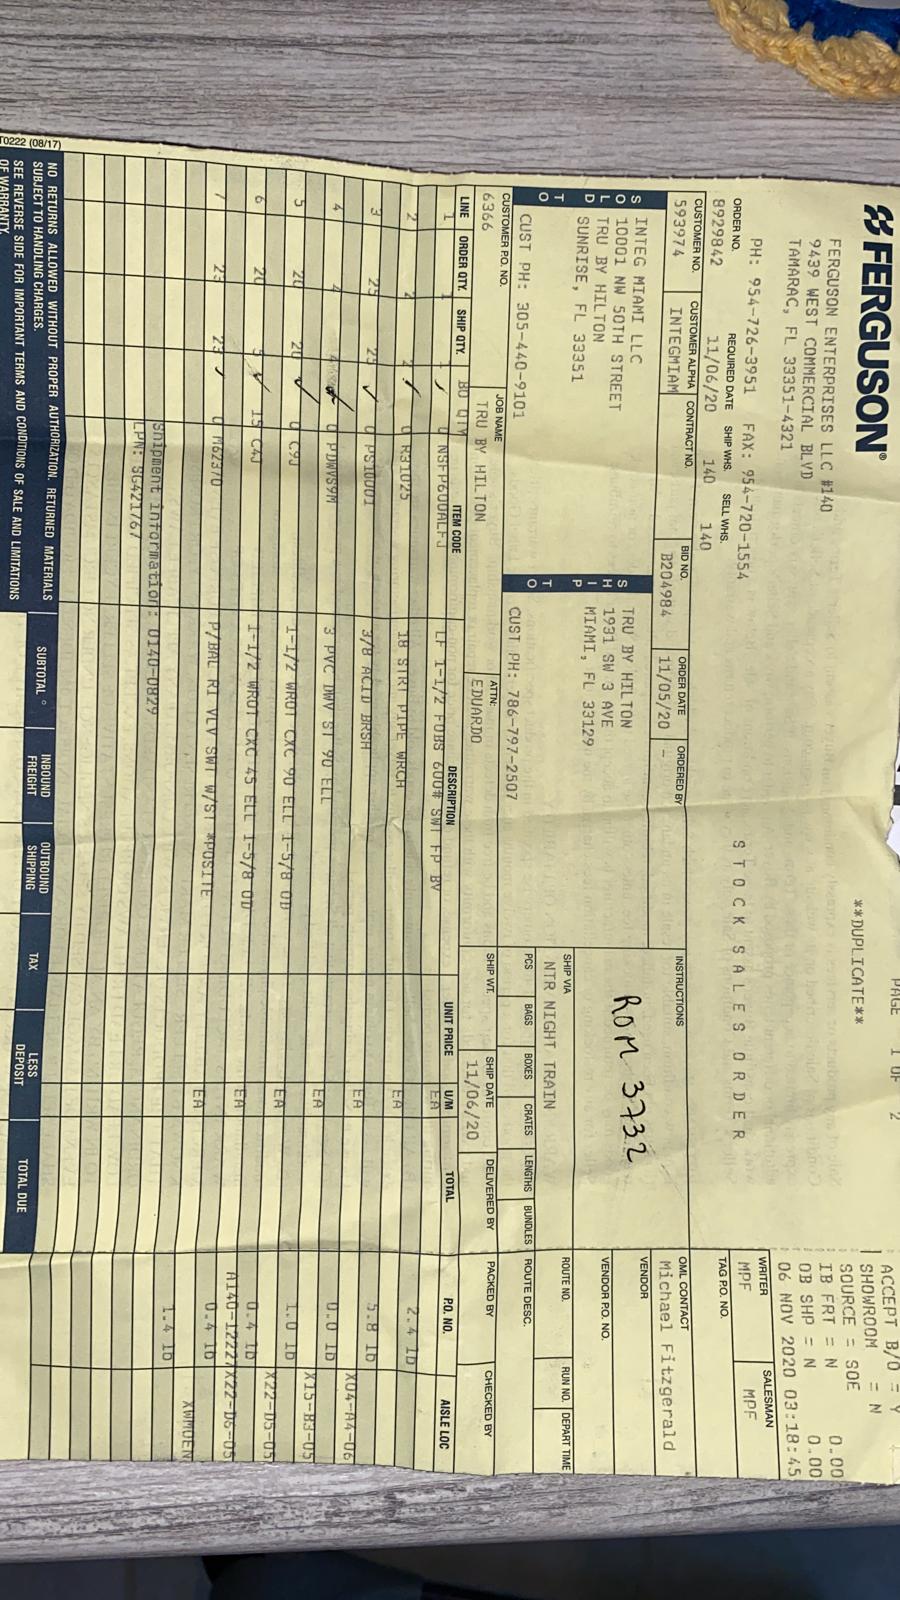 FERGUSON®
PAGE 1 OF 2
**DUPLICATE**
ACCEPT B/O = Y
SHOWROOM = N
SOURCE = SOE
IB FRT = N 0.00
OB SHP = N 0.00
06 NOV 2020 03:18:45
FERGUSON ENTERPRISES LLC #140
9439 WEST COMMERCIAL BLVD
TAMARAC, FL 33351-4321
PH: 954-726-3951 FAX: 954-720-1554
STOCK SALES ORDER
WRITER SALESMAN
MPF MPF
TAG P.O. NO.
ORDER NO. REQUIRED DATE SHIP WHS. SELL WHS.
8929842 11/06/20 140 140
CUSTOMER NO. CUSTOMER ALPHA CONTRACT NO. BID NO. ORDER DATE ORDERED BY INSTRUCTIONS
593974 INTEGMIAM B204984 11/05/20 -
OML CONTACT
Michael Fitzgerald
VENDOR
VENDOR P.O. NO.
SOLD TO
INTEG MIAMI LLC
10001 NW 50TH STREET
TRU BY HILTON
SUNRISE, FL 33351
CUST PH: 305-440-9101
SHIP TO
TRU BY HILTON
1931 SW 3 AVE
MIAMI, FL 33129
CUST PH: 786-797-2507
ROM 3732
SHIP VIA
NTR NIGHT TRAIN
ROUTE NO. RUN NO. DEPART TIME
PCS BAGS BOXES CRATES LENGTHS BUNDLES ROUTE DESC.
CUSTOMER P.O. NO. JOB NAME ATTN: SHIP WT. SHIP DATE DELIVERED BY PACKED BY CHECKED BY
6366 TRU BY HILTON EDUARDO 11/06/20
LINE ORDER QTY. SHIP QTY. BO QTY ITEM CODE DESCRIPTION UNIT PRICE U/M TOTAL P.O. NO. AISLE LOC
1 1 1 0 NSFP600ALFJ LF 1-1/2 FDBS 600# SWT FP BV EA
2.4 lb
2 2 2 0 R31025 18 STRT PIPE WRCH EA
5.8 lb
3 25 25 0 PS10001 3/8 ACID BRSH EA X04-A4-06
0.0 lb
4 4 4 0 PDWVS9M 3 PVC DWV ST 90 ELL EA X15-B3-05
1.0 lb
5 20 20 0 C9J 1-1/2 WROT CXC 90 ELL 1-5/8 OD EA X22-D5-05
0.4 lb
6 20 5 15 C4J 1-1/2 WROT CXC 45 ELL 1-5/8 OD EA A140-12227 X22-D6-05
0.4 lb
7 23 23 0 M62370 P/BAL RI VLV SWT W/ST *POSITE EA XWMOEN
1.4 lb
Shipment information: 0140-0829
LPN: SG421767
NO RETURNS ALLOWED WITHOUT PROPER AUTHORIZATION. RETURNED MATERIALS
SUBJECT TO HANDLING CHARGES.
SEE REVERSE SIDE FOR IMPORTANT TERMS AND CONDITIONS OF SALE AND LIMITATIONS
OF WARRANTY.
SUBTOTAL INBOUND FREIGHT OUTBOUND SHIPPING TAX LESS DEPOSIT TOTAL DUE
0222 (08/17)